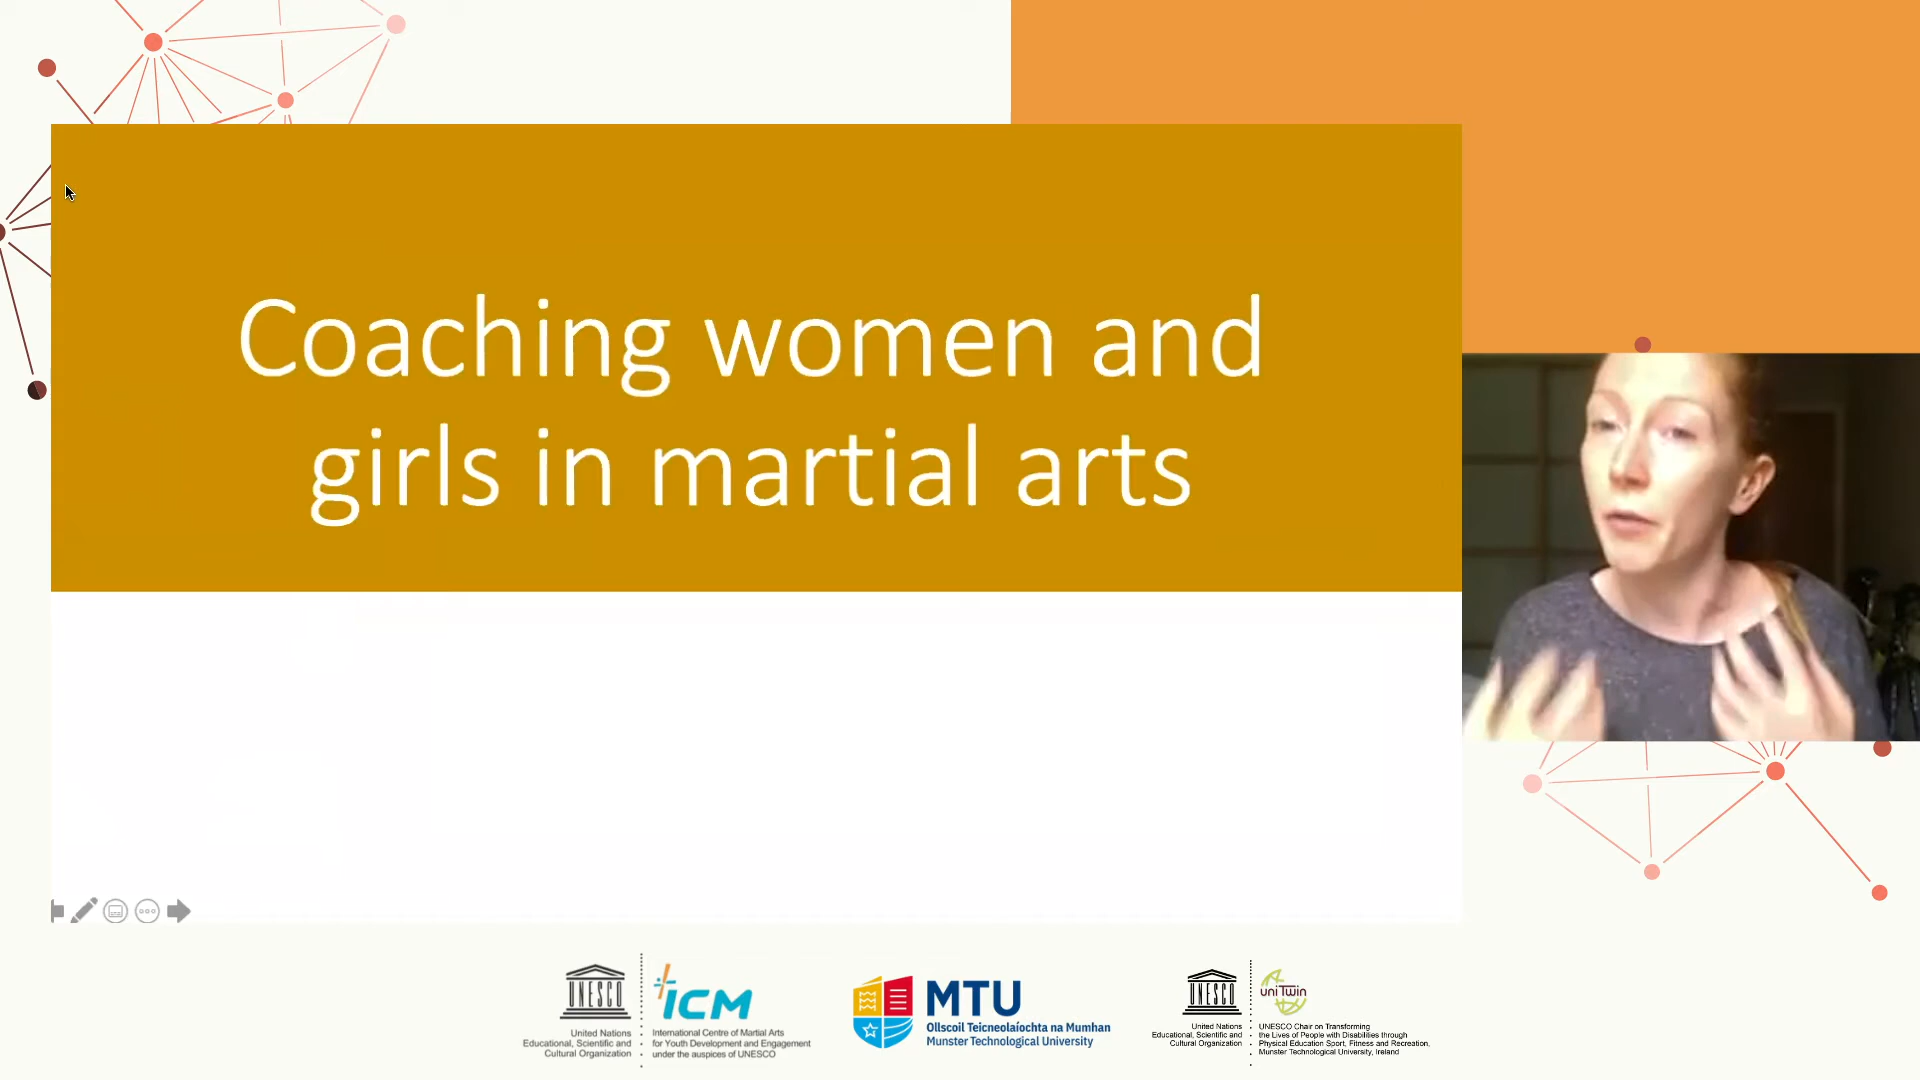 Coaching women and
girls in martial arts
UNESCO
United Nations
Educational, Scientific and
Cultural Organization
ICM
International Centre of Martial Arts
for Youth Development and Engagement
under the auspices of UNESCO
MTU
Ollscoil Teicneolaíochta na Mumhan
Munster Technological University
UNESCO
United Nations
Educational, Scientific and
Cultural Organization
uniTwin
UNESCO Chair on Transforming
the Lives of People with Disabilities through
Physical Education Sport, Fitness and Recreation,
Munster Technological University, Ireland